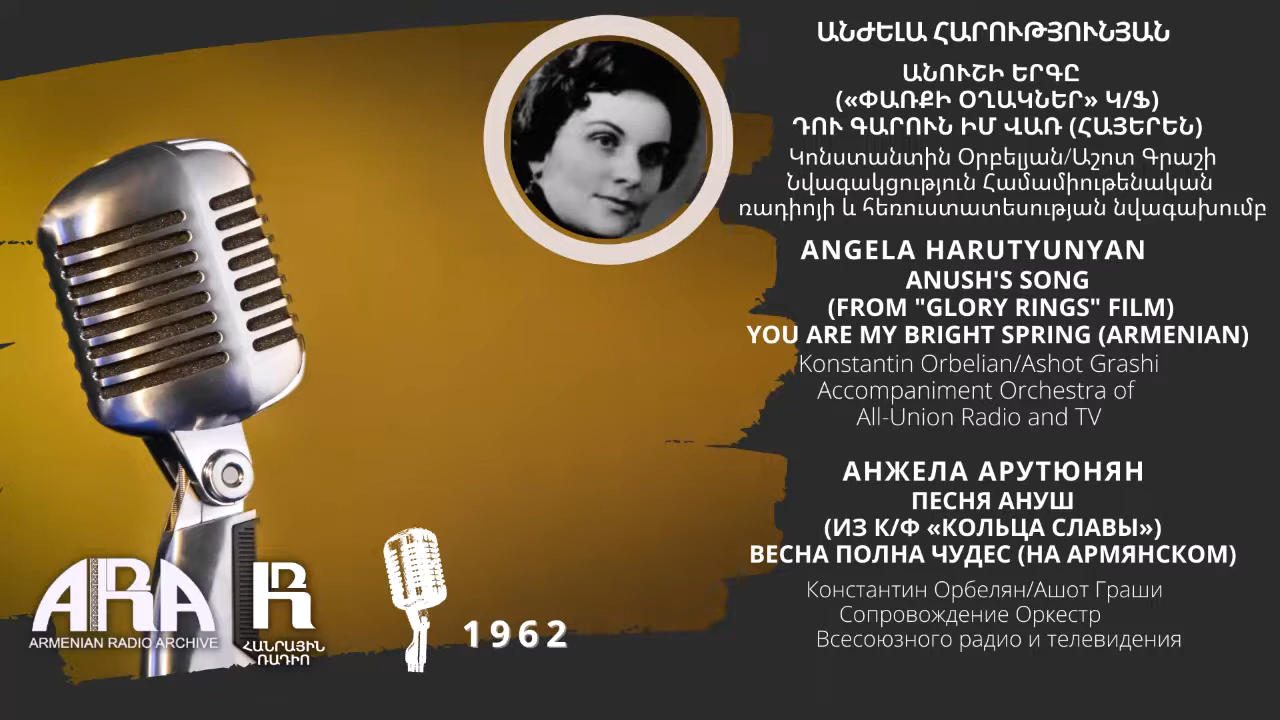 ԱՆԺԵԼԱ ՀԱՐՈՒԹՅՈՒՆՅԱՆ
ԱՆՈՒՇԻ ԵՐԳԸ
(«ՓԱՌՔԻ ՕՂԱԿՆԵՐ» Կ/Ֆ)
ԴՈՒ ԳԱՐՈՒՆ ԻՄ ՎԱՌ (ՀԱՅԵՐԵՆ)
Կոնստանտին Օրբելյան/Աշոտ Գրաշի
Նվագակցություն Համամիութենական
ռադիոյի և հեռուստատեսության նվագախումբ
ANGELA HARUTYUNYAN
ANUSH'S SONG
(FROM "GLORY RINGS" FILM)
YOU ARE MY BRIGHT SPRING (ARMENIAN)
Konstantin Orbelian/Ashot Grashi
Accompaniment Orchestra of
All-Union Radio and TV
АНЖЕЛА АРУТЮНЯН
ПЕСНЯ АНУШ
(ИЗ К/Ф «КОЛЬЦА СЛАВЫ»)
ВЕСНА ПОЛНА ЧУДЕС (НА АРМЯНСКОМ)
Константин Орбелян/Ашот Граши
Сопровождение Оркестр
Всесоюзного радио и телевидения
ARA
ARMENIAN RADIO ARCHIVE
ՀԱՆՐԱՅԻՆ
ՌԱԴԻՈ
1962